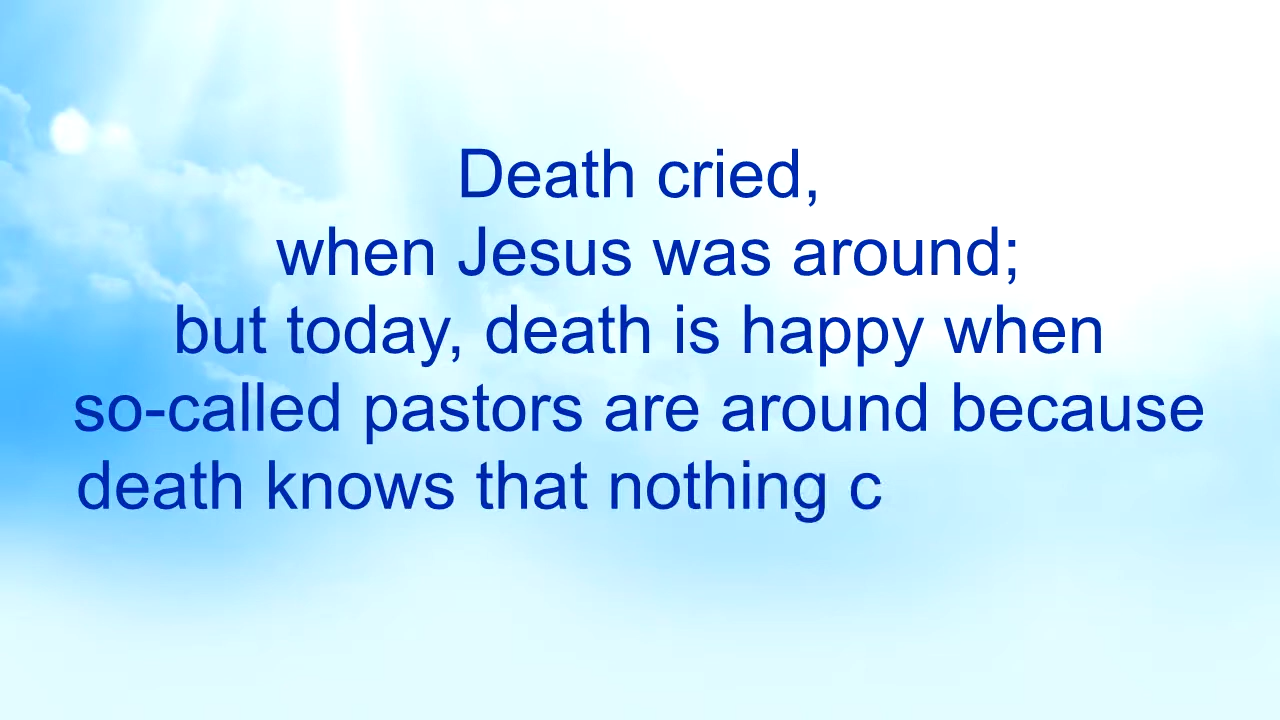 Death cried,
when Jesus was around;
but today, death is happy when
so-called pastors are around because
death knows that nothing c